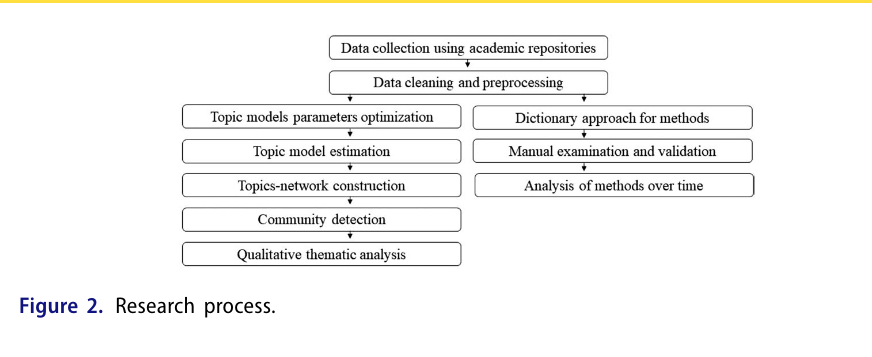 Data collection using academic repositories
Data cleaning and preprocessing
Topic models parameters optimization
Topic model estimation
Topics-network construction
Community detection
Qualitative thematic analysis
Dictionary approach for methods
Manual examination and validation
Analysis of methods over time
Figure 2. Research process.